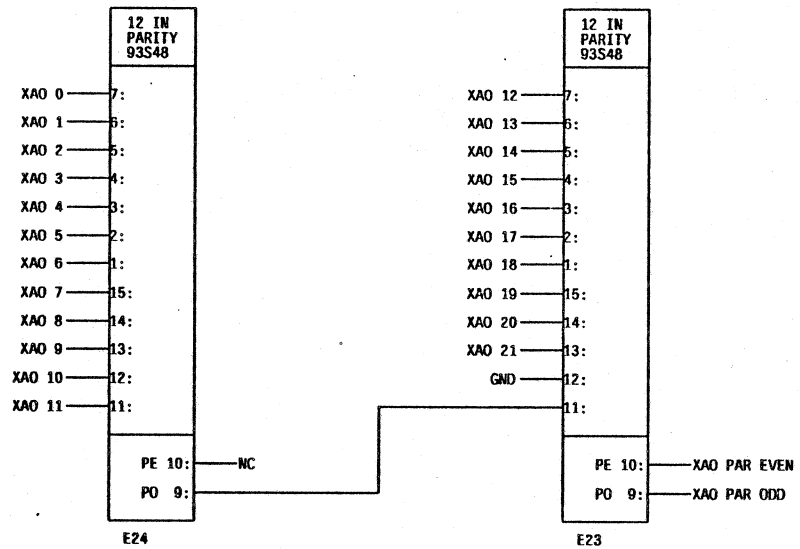 12 IN
PARITY
93S48
XAO 0 7:
XAO 1 6:
XAO 2 5:
XAO 3 4:
XAO 4 3:
XAO 5 2:
XAO 6 1:
XAO 7 15:
XAO 8 14:
XAO 9 13:
XAO 10 12:
XAO 11 11:
PE 10: NC
PO 9:
E24
12 IN
PARITY
93S48
XAO 12 7:
XAO 13 6:
XAO 14 5:
XAO 15 4:
XAO 16 3:
XAO 17 2:
XAO 18 1:
XAO 19 15:
XAO 20 14:
XAO 21 13:
GND 12:
11:
PE 10: XAO PAR EVEN
PO 9: XAO PAR ODD
E23